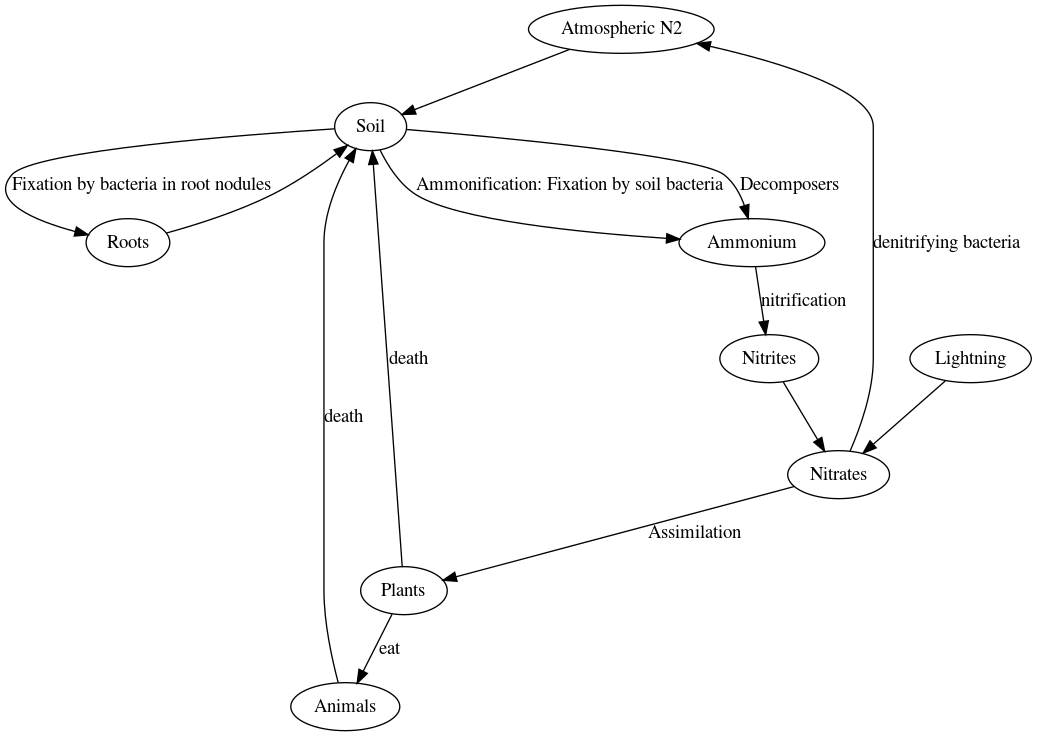 Atmospheric N2
Soil
Fixation by bacteria in root nodules
Ammonification: Fixation by soil bacteria
Decomposers
Roots
Ammonium
denitrifying bacteria
nitrification
death
Nitrites
Lightning
death
Nitrates
Assimilation
Plants
eat
Animals